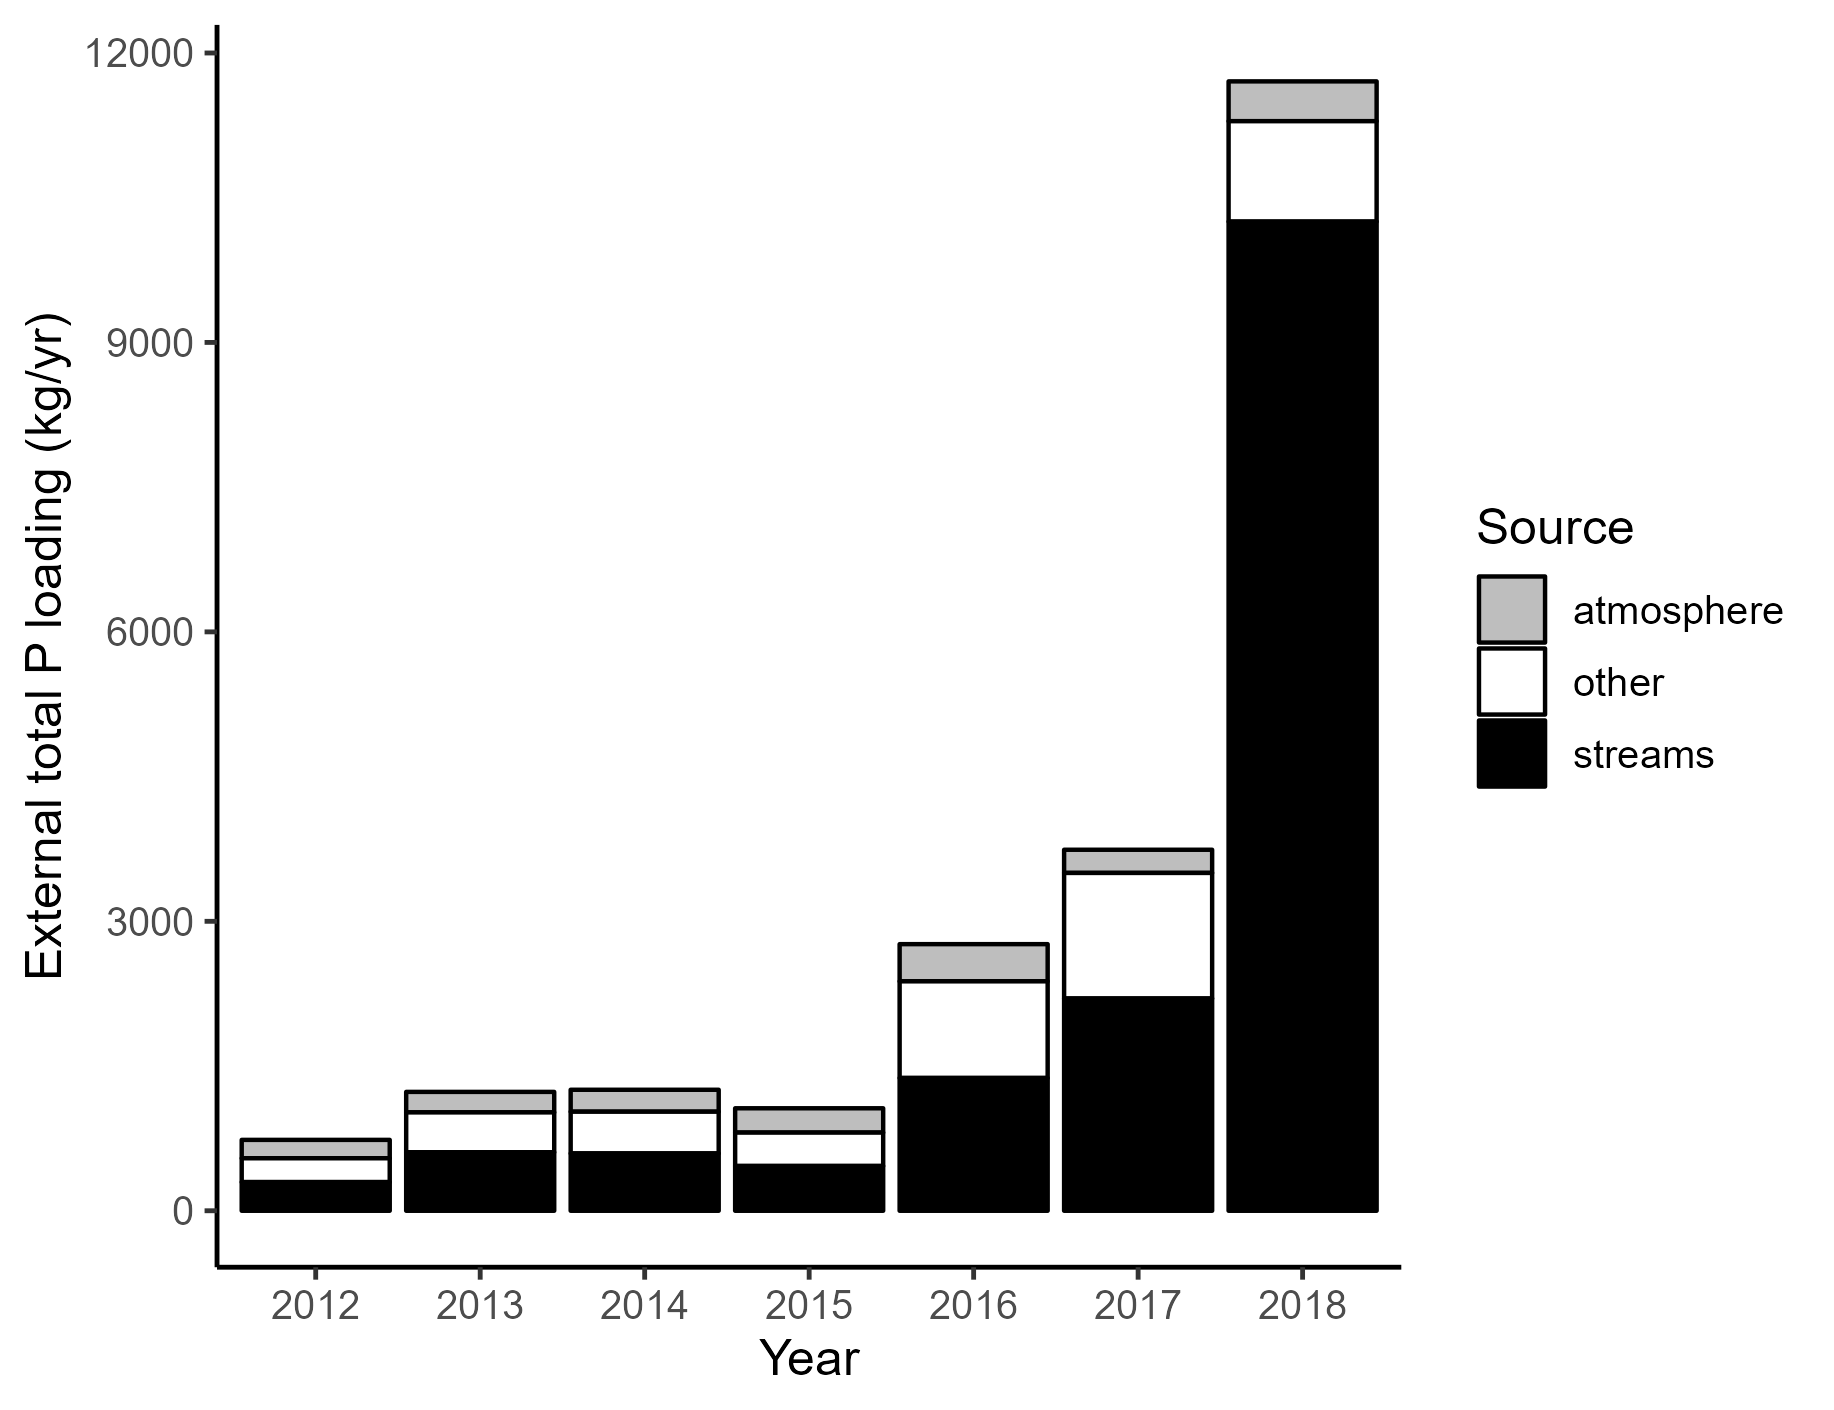 External total P loading (kg/yr)
12000
9000
6000
3000
0
2012 2013 2014 2015 2016 2017 2018
Year
Source
atmosphere
other
streams